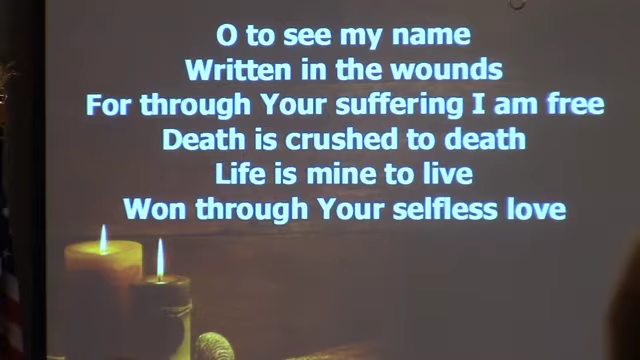 O to see my name
Written in the wounds
For through Your suffering I am free
Death is crushed to death
Life is mine to live
Won through Your selfless love